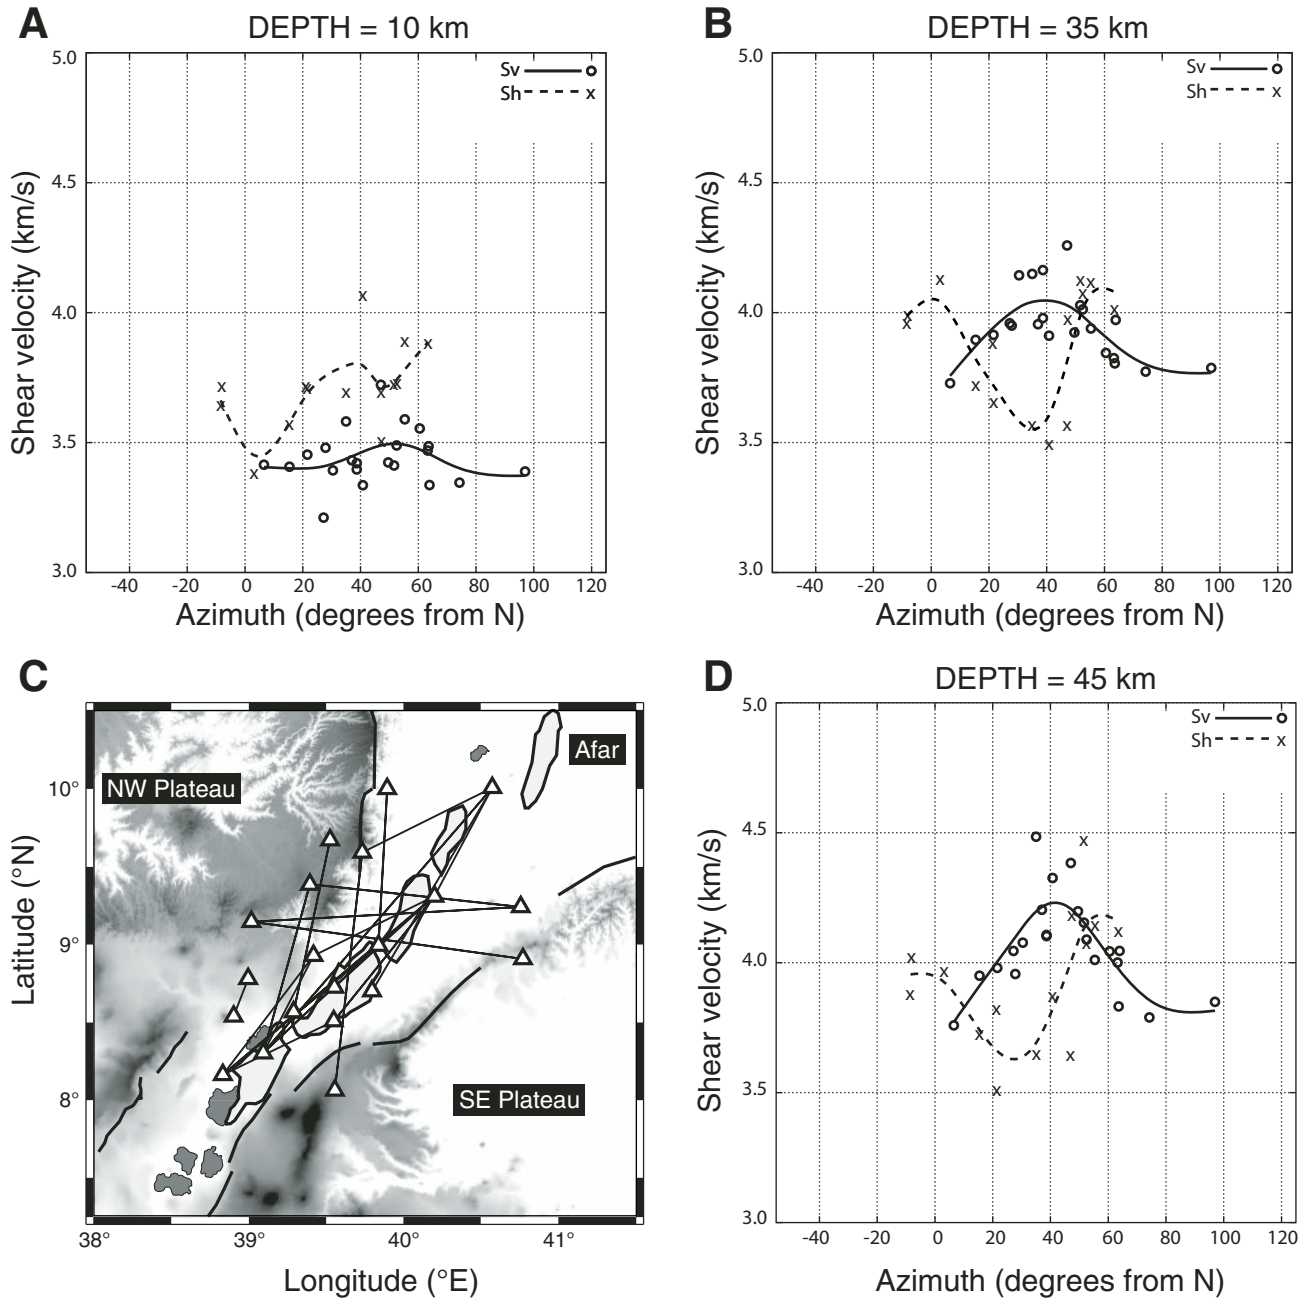 A
DEPTH = 10 km
Shear velocity (km/s)
5.0
4.5
4.0
3.5
3.0
Sv
Sh
-40 -20 0 20 40 60 80 100 120
Azimuth (degrees from N)
B
DEPTH = 35 km
Shear velocity (km/s)
5.0
4.5
4.0
3.5
3.0
Sv
Sh
-40 -20 0 20 40 60 80 100 120
Azimuth (degrees from N)
C
Latitude (°N)
10°
9°
8°
NW Plateau
Afar
SE Plateau
38° 39° 40° 41°
Longitude (°E)
D
DEPTH = 45 km
Shear velocity (km/s)
5.0
4.5
4.0
3.5
3.0
Sv
Sh
-40 -20 0 20 40 60 80 100 120
Azimuth (degrees from N)